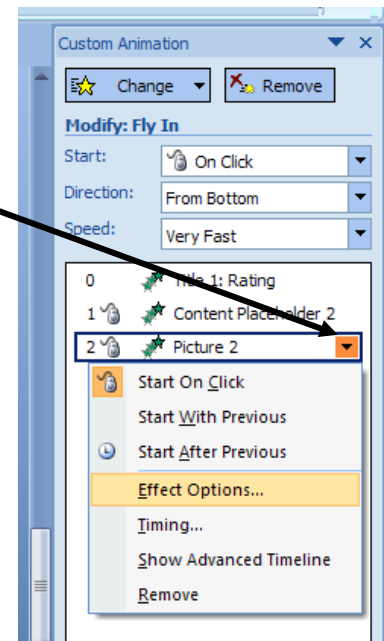 Custom Animation
Change Remove
Modify: Fly In
Start: On Click
Direction: From Bottom
Speed: Very Fast
0 Title 1: Rating
1 Content Placeholder 2
2 Picture 2
Start On Click
Start With Previous
Start After Previous
Effect Options...
Timing...
Show Advanced Timeline
Remove